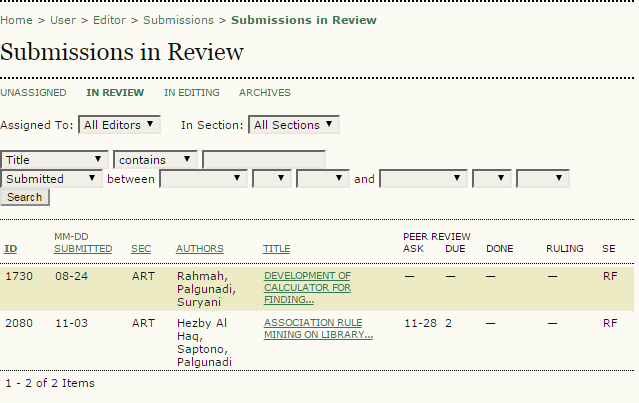 Home > User > Editor > Submissions > Submissions in Review
Submissions in Review
UNASSIGNED IN REVIEW IN EDITING ARCHIVES
Assigned To: All Editors In Section: All Sections
Title contains
Submitted between and
Search
MM-DD PEER REVIEW
ID SUBMITTED SEC AUTHORS TITLE ASK DUE DONE RULING SE
1730 08-24 ART Rahmah, DEVELOPMENT OF — — — — RF
Palgunadi, CALCULATOR FOR
Suryani FINDING...
2080 11-03 ART Hezby Al ASSOCIATION RULE 11-28 2 — — RF
Haq, MINING ON LIBRARY...
Saptono,
Palgunadi
1 - 2 of 2 Items